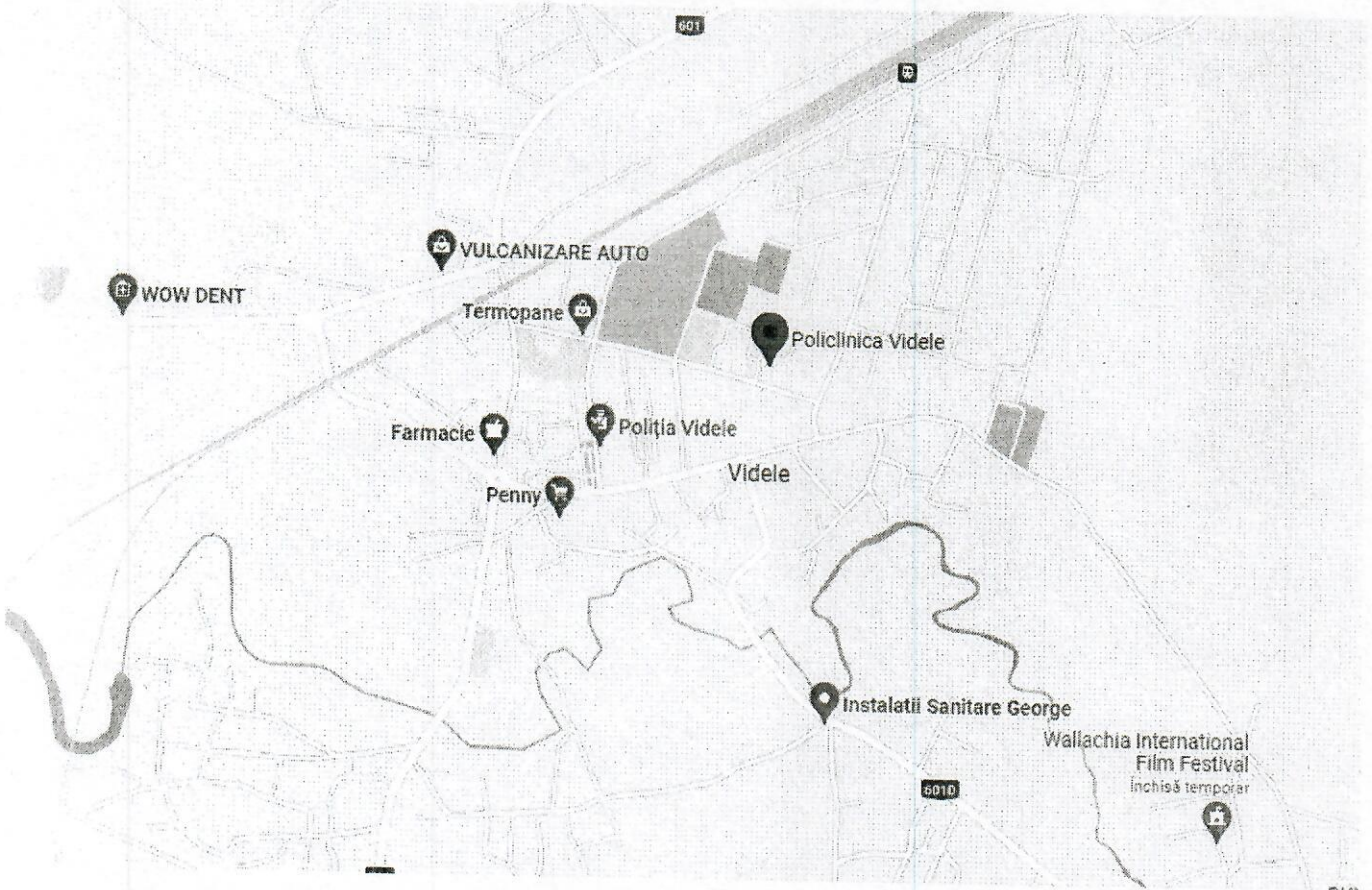 601
VULCANIZARE AUTO
WOW DENT
Termopane
Policlinica Videle
Farmacie
Poliția Videle
Videle
Penny
Instalatii Sanitare George
Wallachia International
Film Festival
Închisă temporar
601D